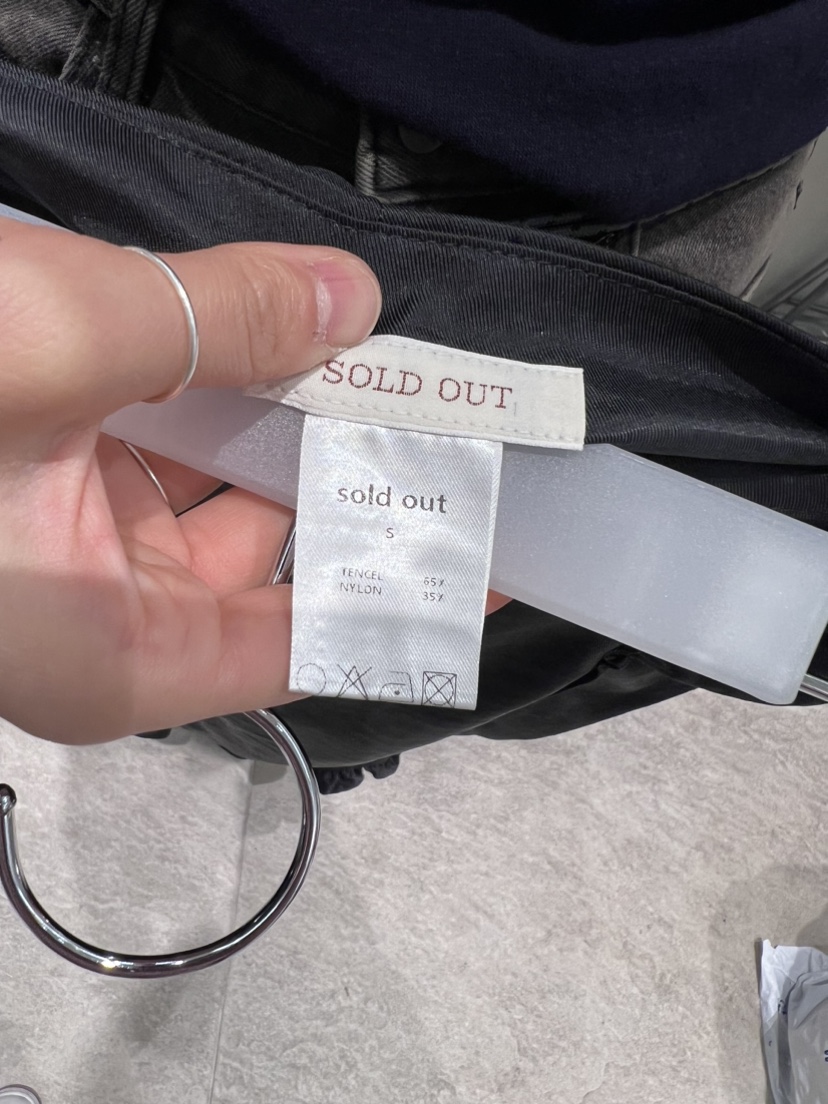 SOLD OUT
sold out
S
TENCEL 65%
NYLON 35%